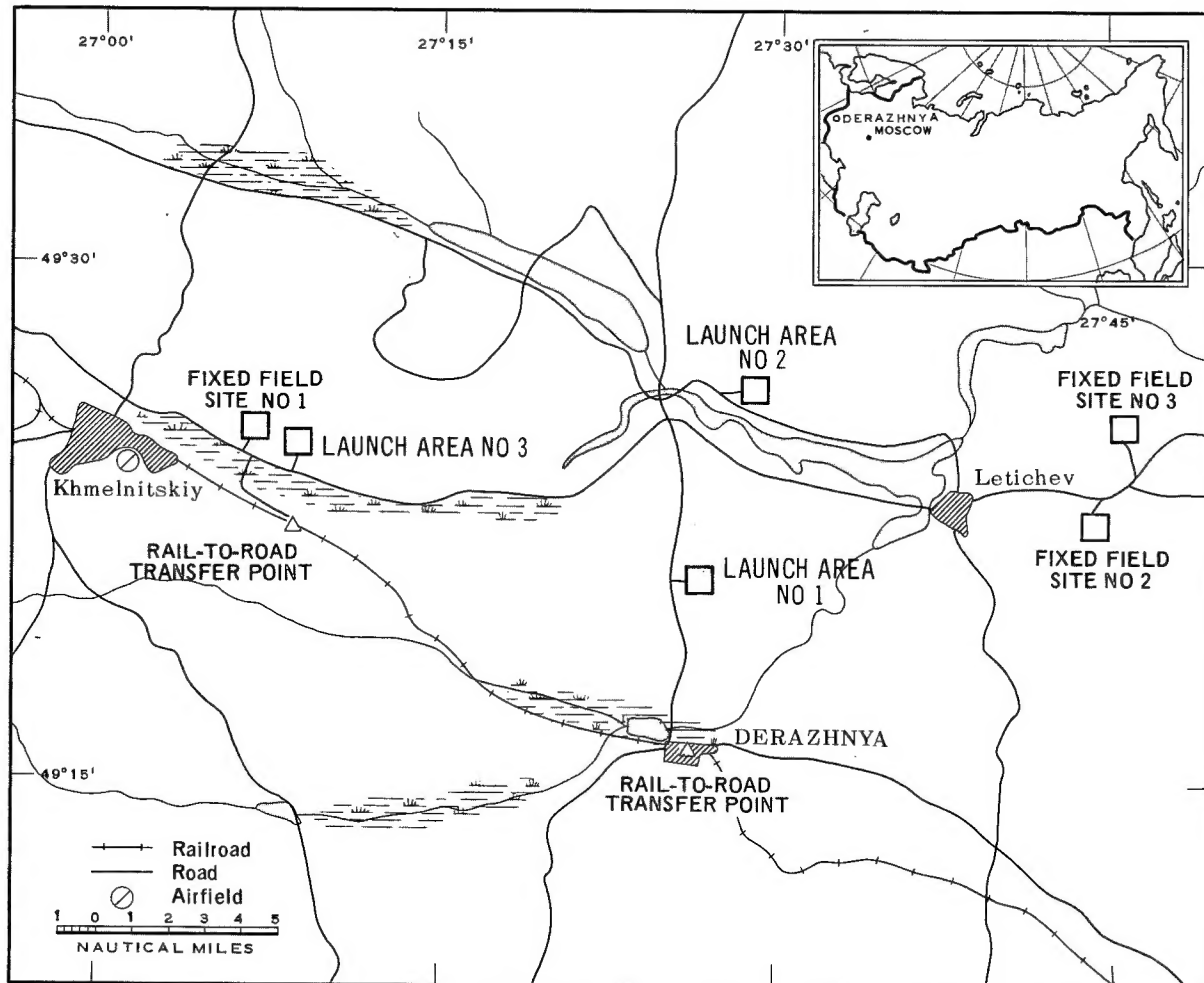 27°00'
27°15'
27°30'
DERAZHNYA
MOSCOW
49°30'
27°45'
LAUNCH AREA
NO 2
FIXED FIELD
SITE NO 1
FIXED FIELD
SITE NO 3
LAUNCH AREA NO 3
Khmelnitskiy
Letichev
RAIL-TO-ROAD
TRANSFER POINT
LAUNCH AREA
NO 1
FIXED FIELD
SITE NO 2
DERAZHNYA
49°15'
RAIL-TO-ROAD
TRANSFER POINT
Railroad
Road
Airfield
1 0 1 2 3 4 5
NAUTICAL MILES